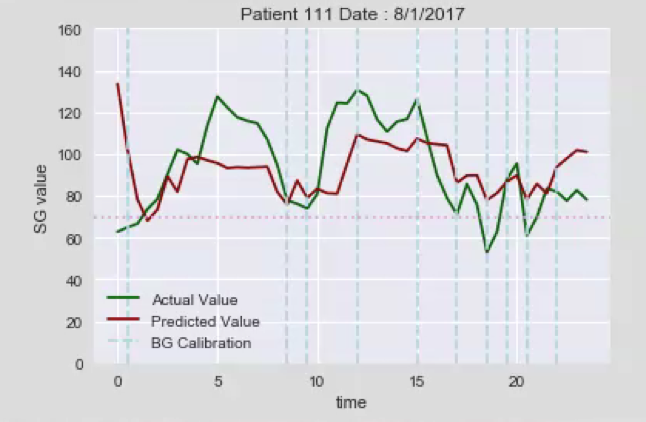 Patient 111 Date : 8/1/2017
160
140
120
100
80
60
40
20
0
SG value
Actual Value
Predicted Value
BG Calibration
0 5 10 15 20
time